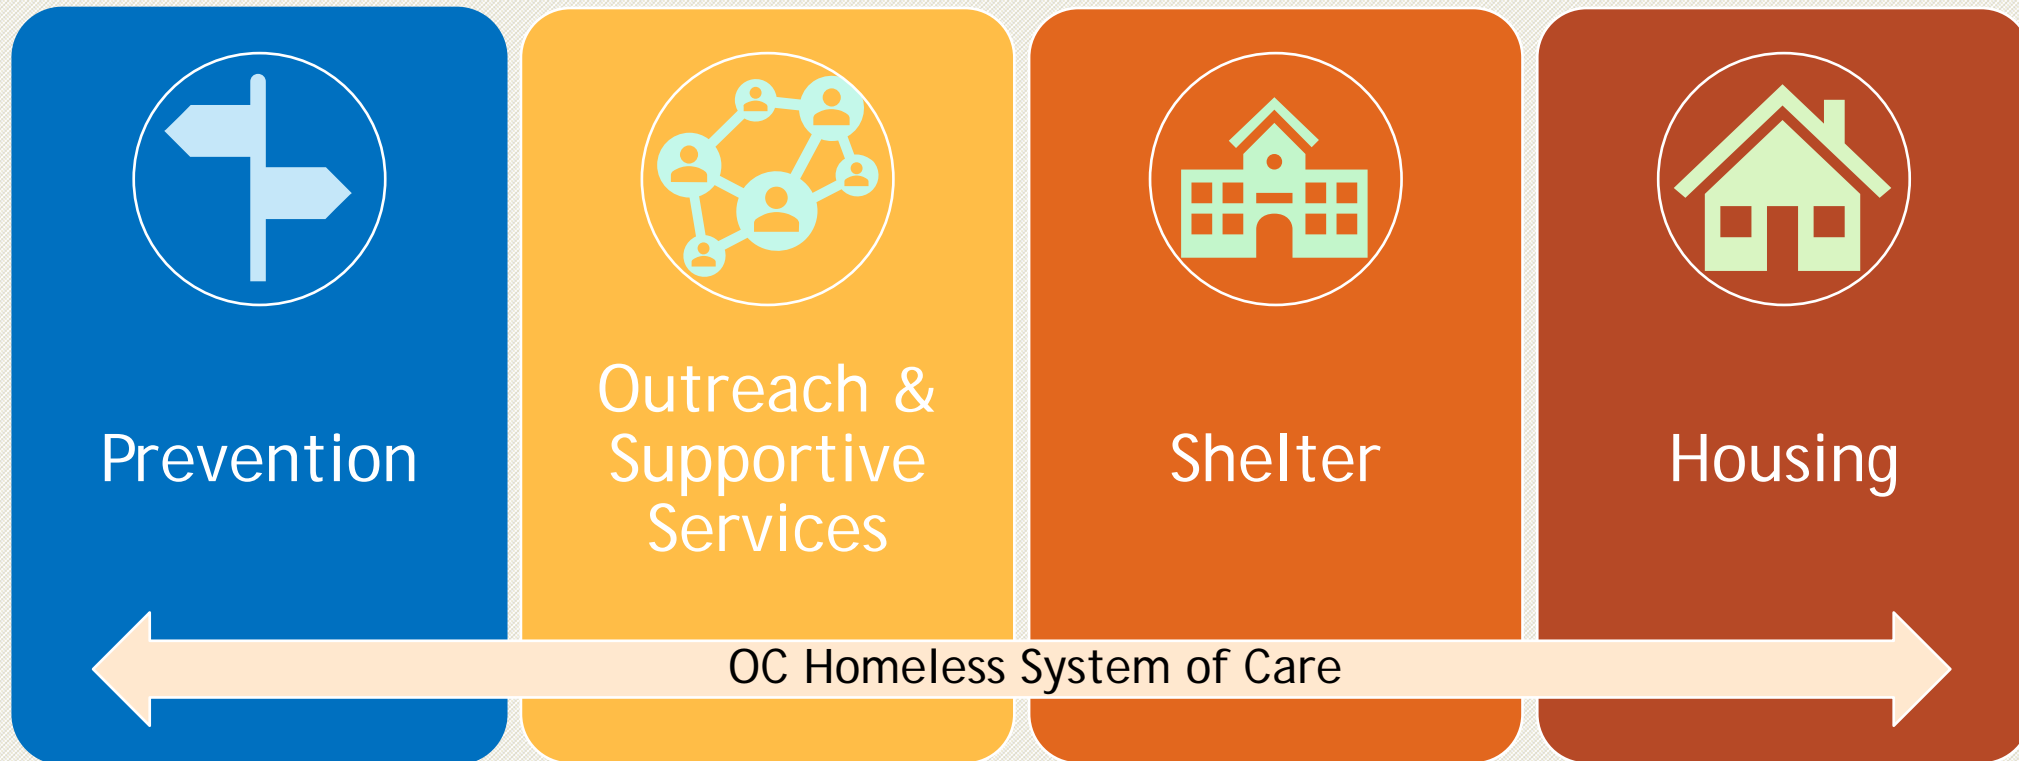 Prevention
Outreach &
Supportive
Services
Shelter
Housing
OC Homeless System of Care